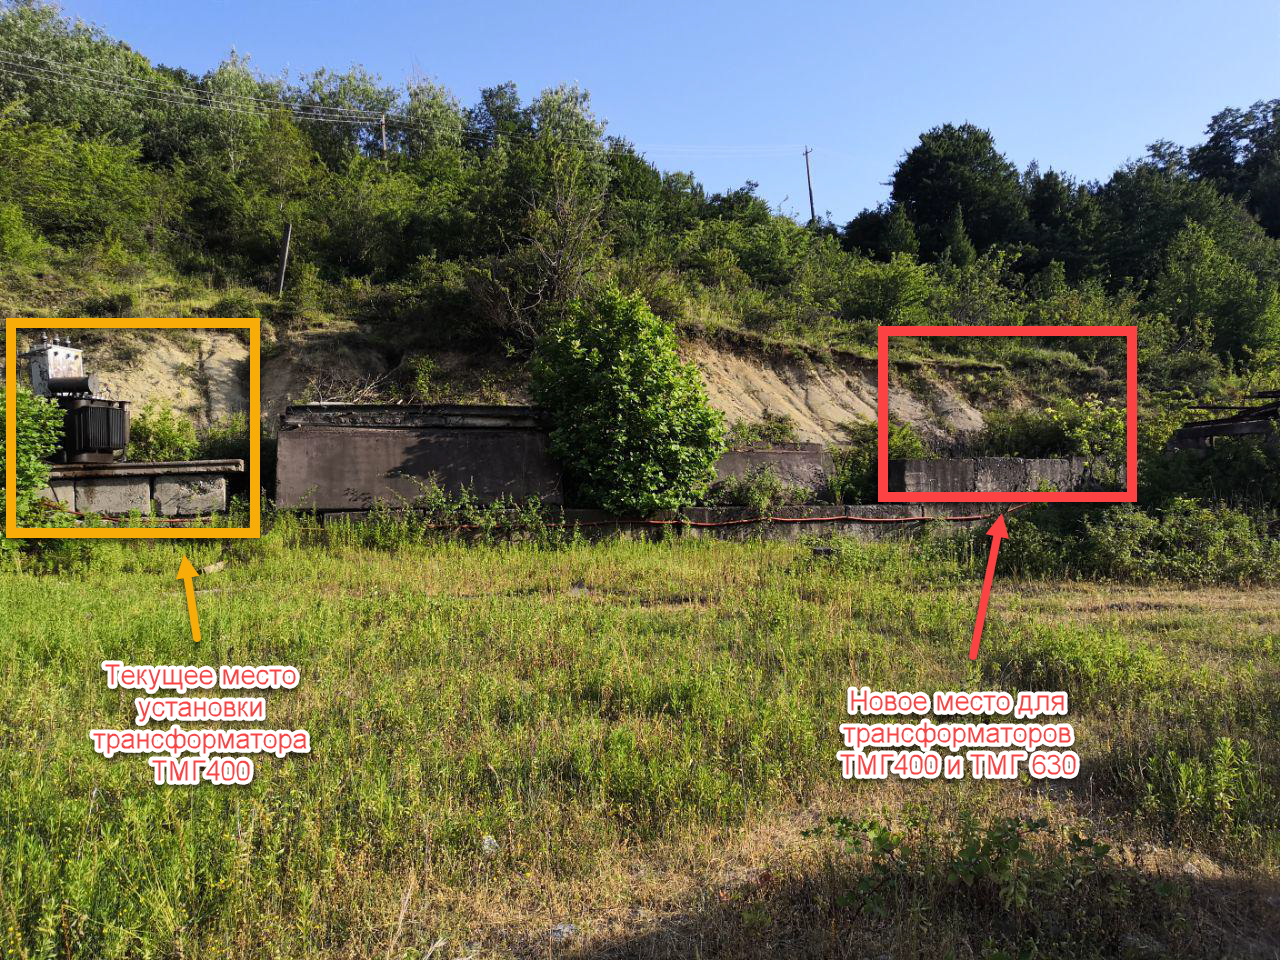 Текущее место
установки
трансформатора
ТМГ400
Новое место для
трансформаторов
ТМГ400 и ТМГ 630